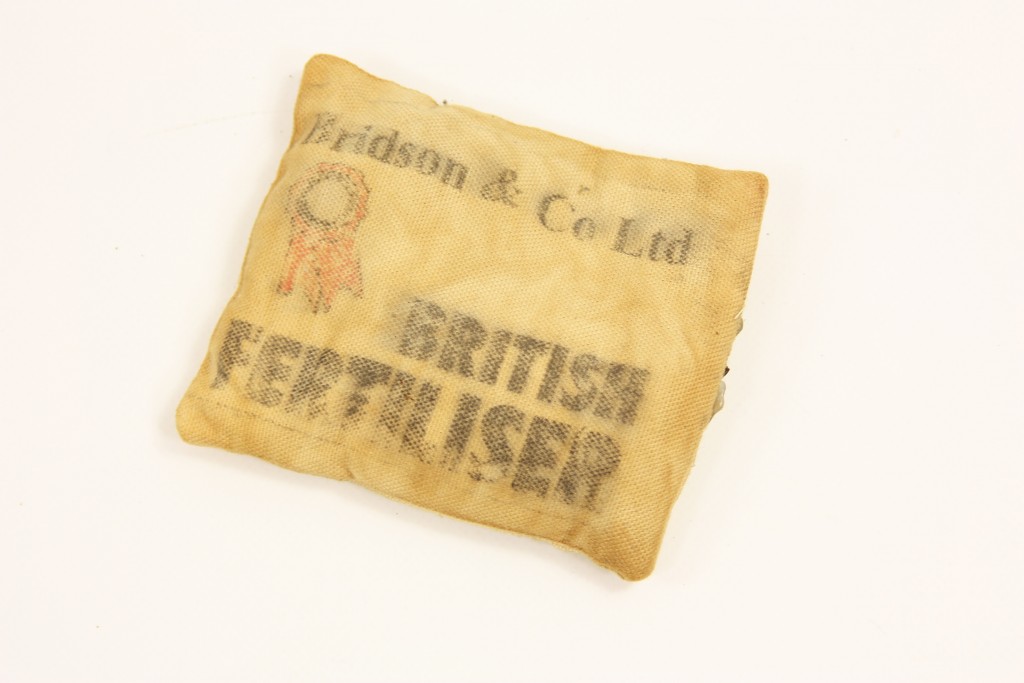 Bridson & Co Ltd
BRITISH
FERTILISER